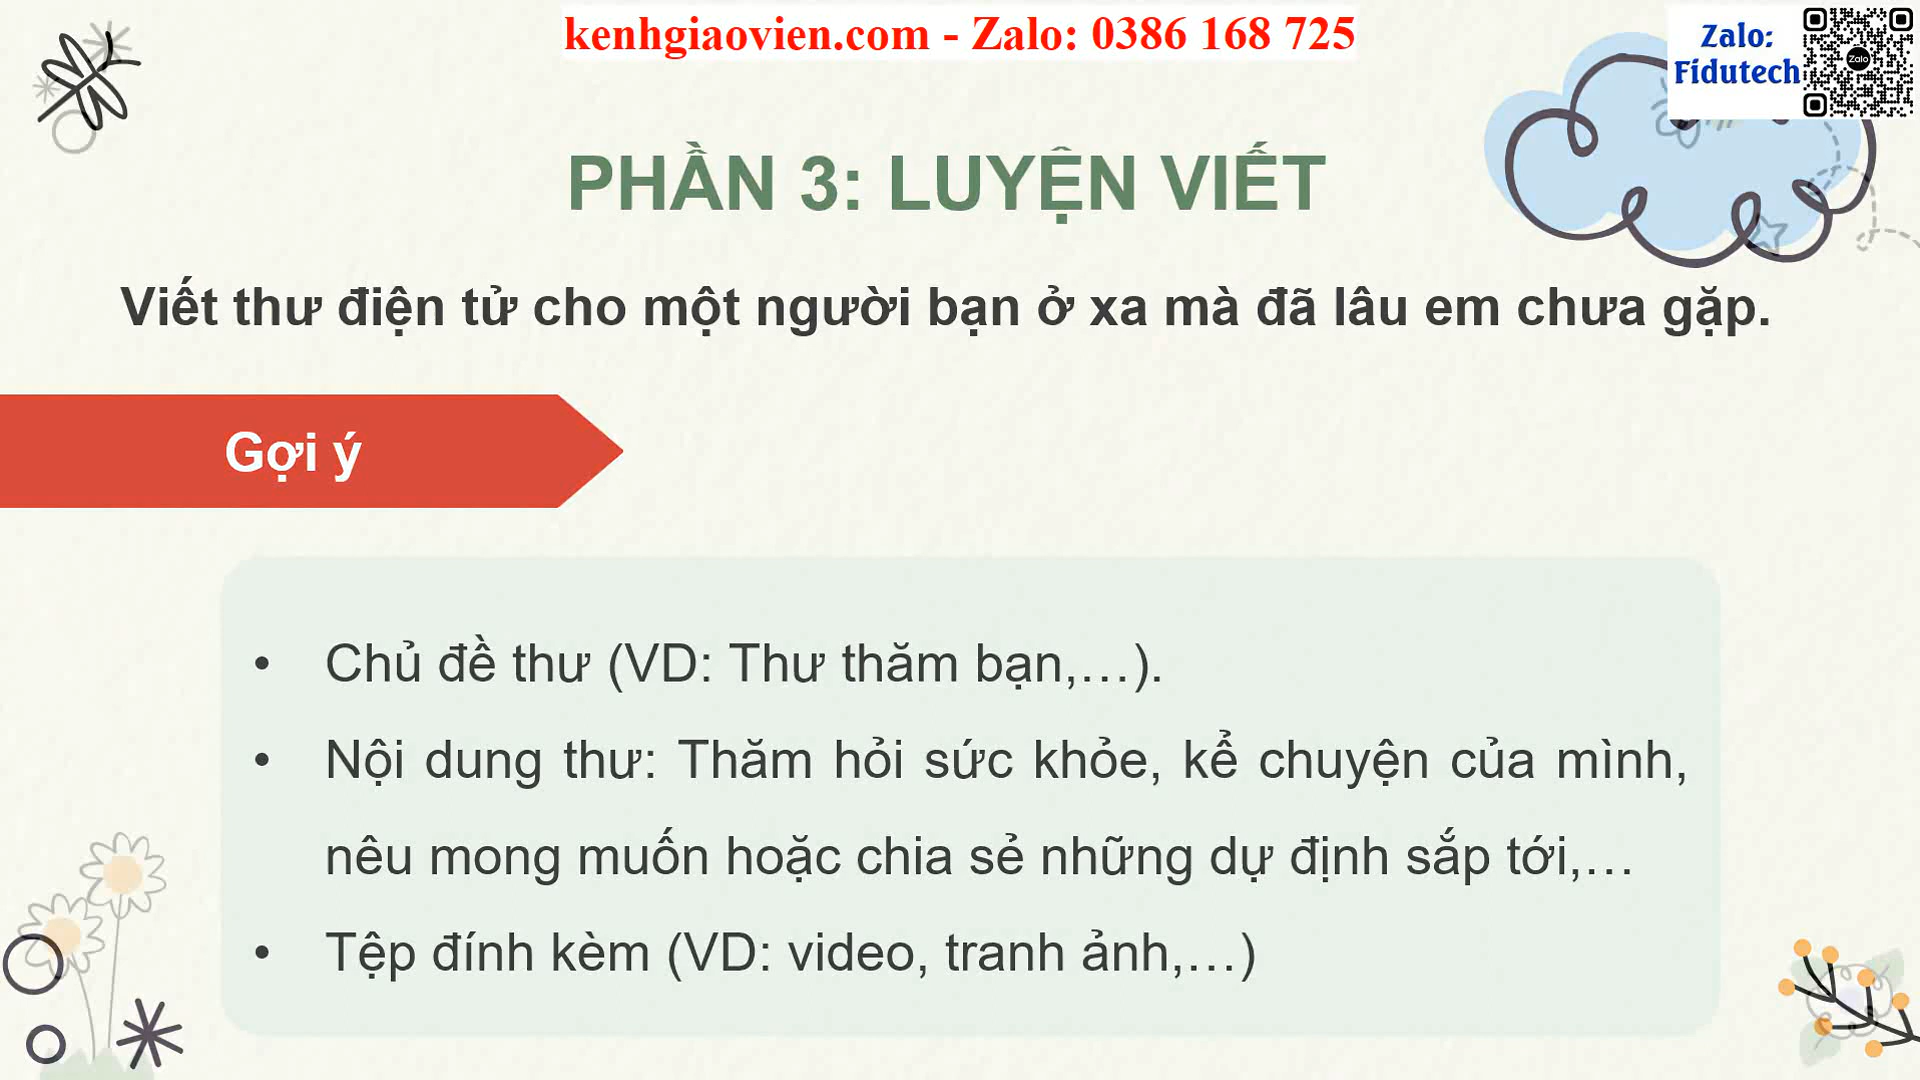 kenhgiaovien.com - Zalo: 0386 168 725
Zalo:
Fidutech
Zalo
PHẦN 3: LUYỆN VIẾT
Viết thư điện tử cho một người bạn ở xa mà đã lâu em chưa gặp.
Gợi ý
• Chủ đề thư (VD: Thư thăm bạn,…).
• Nội dung thư: Thăm hỏi sức khỏe, kể chuyện của mình,
nêu mong muốn hoặc chia sẻ những dự định sắp tới,…
• Tệp đính kèm (VD: video, tranh ảnh,…)